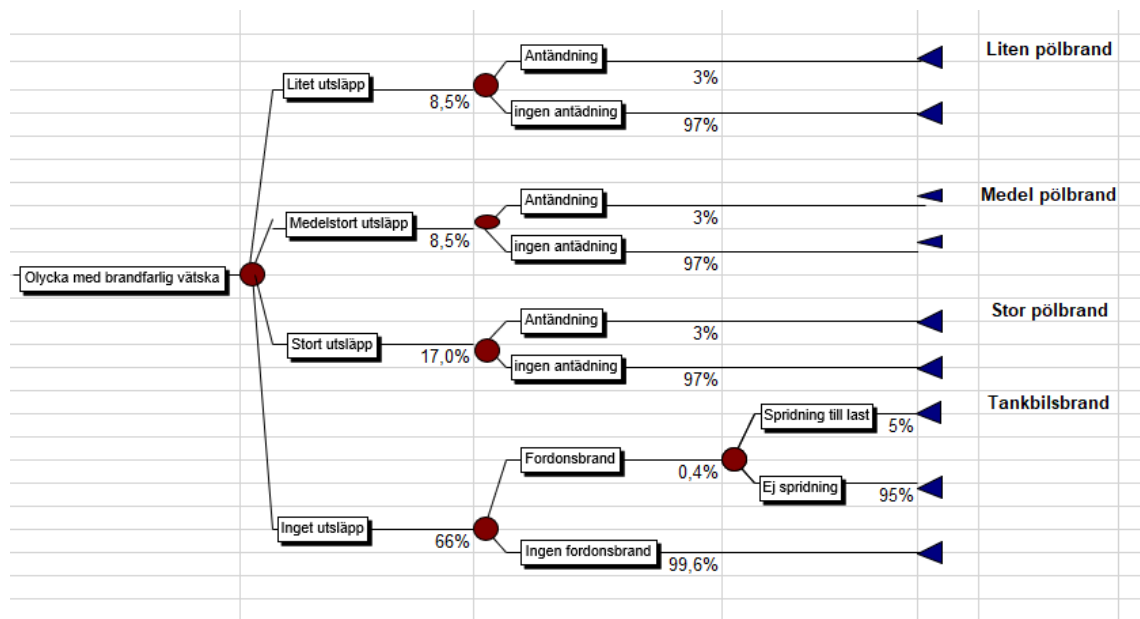 Liten pölbrand
Antändning
3%
Litet utsläpp
8,5%
ingen antädning
97%
Medel pölbrand
Antändning
3%
Medelstort utsläpp
8,5%
ingen antädning
97%
Olycka med brandfarlig vätska
Stor pölbrand
Antändning
3%
Stort utsläpp
17,0%
ingen antädning
97%
Tankbilsbrand
Spridning till last
5%
Fordonsbrand
0,4%
Ej spridning
95%
Inget utsläpp
66%
Ingen fordonsbrand
99,6%